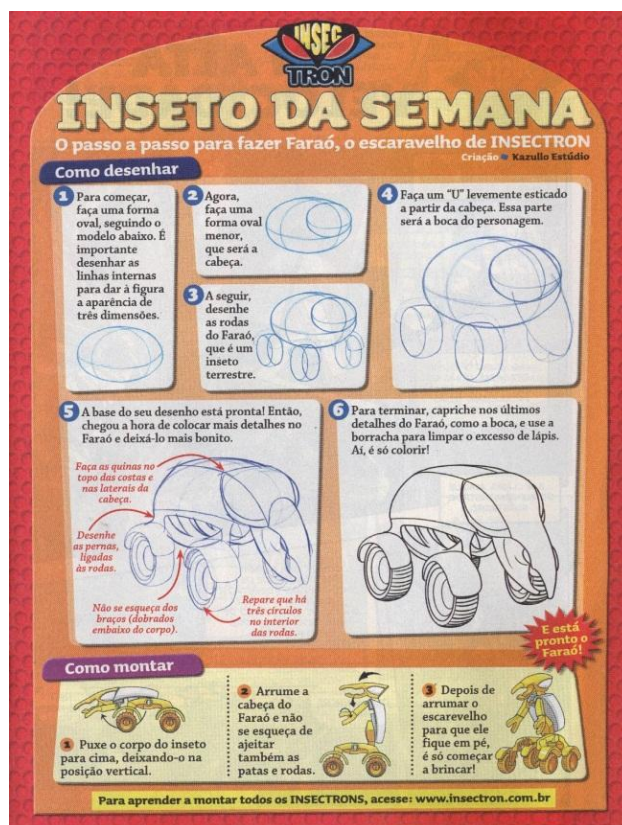 INSEC
TRON
INSETO DA SEMANA
O passo a passo para fazer Faraó, o escaravelho de INSECTRON
Criação Kazullo Estúdio
Como desenhar
1 Para começar,
faça uma forma
oval, seguindo o
modelo abaixo. É
importante
desenhar as
linhas internas
para dar à figura
a aparência de
três dimensões.
2 Agora,
faça uma
forma oval
menor,
que será a
cabeça.
3 A seguir,
desenhe
as rodas
do Faraó,
que é um
inseto
terrestre.
4 Faça um “U” levemente esticado
a partir da cabeça. Essa parte
será a boca do personagem.
5 A base do seu desenho está pronta! Então,
chegou a hora de colocar mais detalhes no
Faraó e deixá-lo mais bonito.
Faça as quinas no
topo das costas e
nas laterais da
cabeça.
Desenhe
as pernas,
ligadas
às rodas.
Não se esqueça dos
braços (dobrados
embaixo do corpo).
Repare que há
três círculos
no interior
das rodas.
6 Para terminar, capriche nos últimos
detalhes do Faraó, como a boca, e use a
borracha para limpar o excesso de lápis.
Aí, é só colorir!
E está
pronto o
Faraó!
Como montar
1 Puxe o corpo do inseto
para cima, deixando-o na
posição vertical.
2 Arrume a
cabeça do
Faraó e não
se esqueça de
ajeitar
também as
patas e rodas.
3 Depois de
arrumar o
escarevelho
para que ele
fique em pé,
é só começar
a brincar!
Para aprender a montar todos os INSECTRONS, acesse: www.insectron.com.br